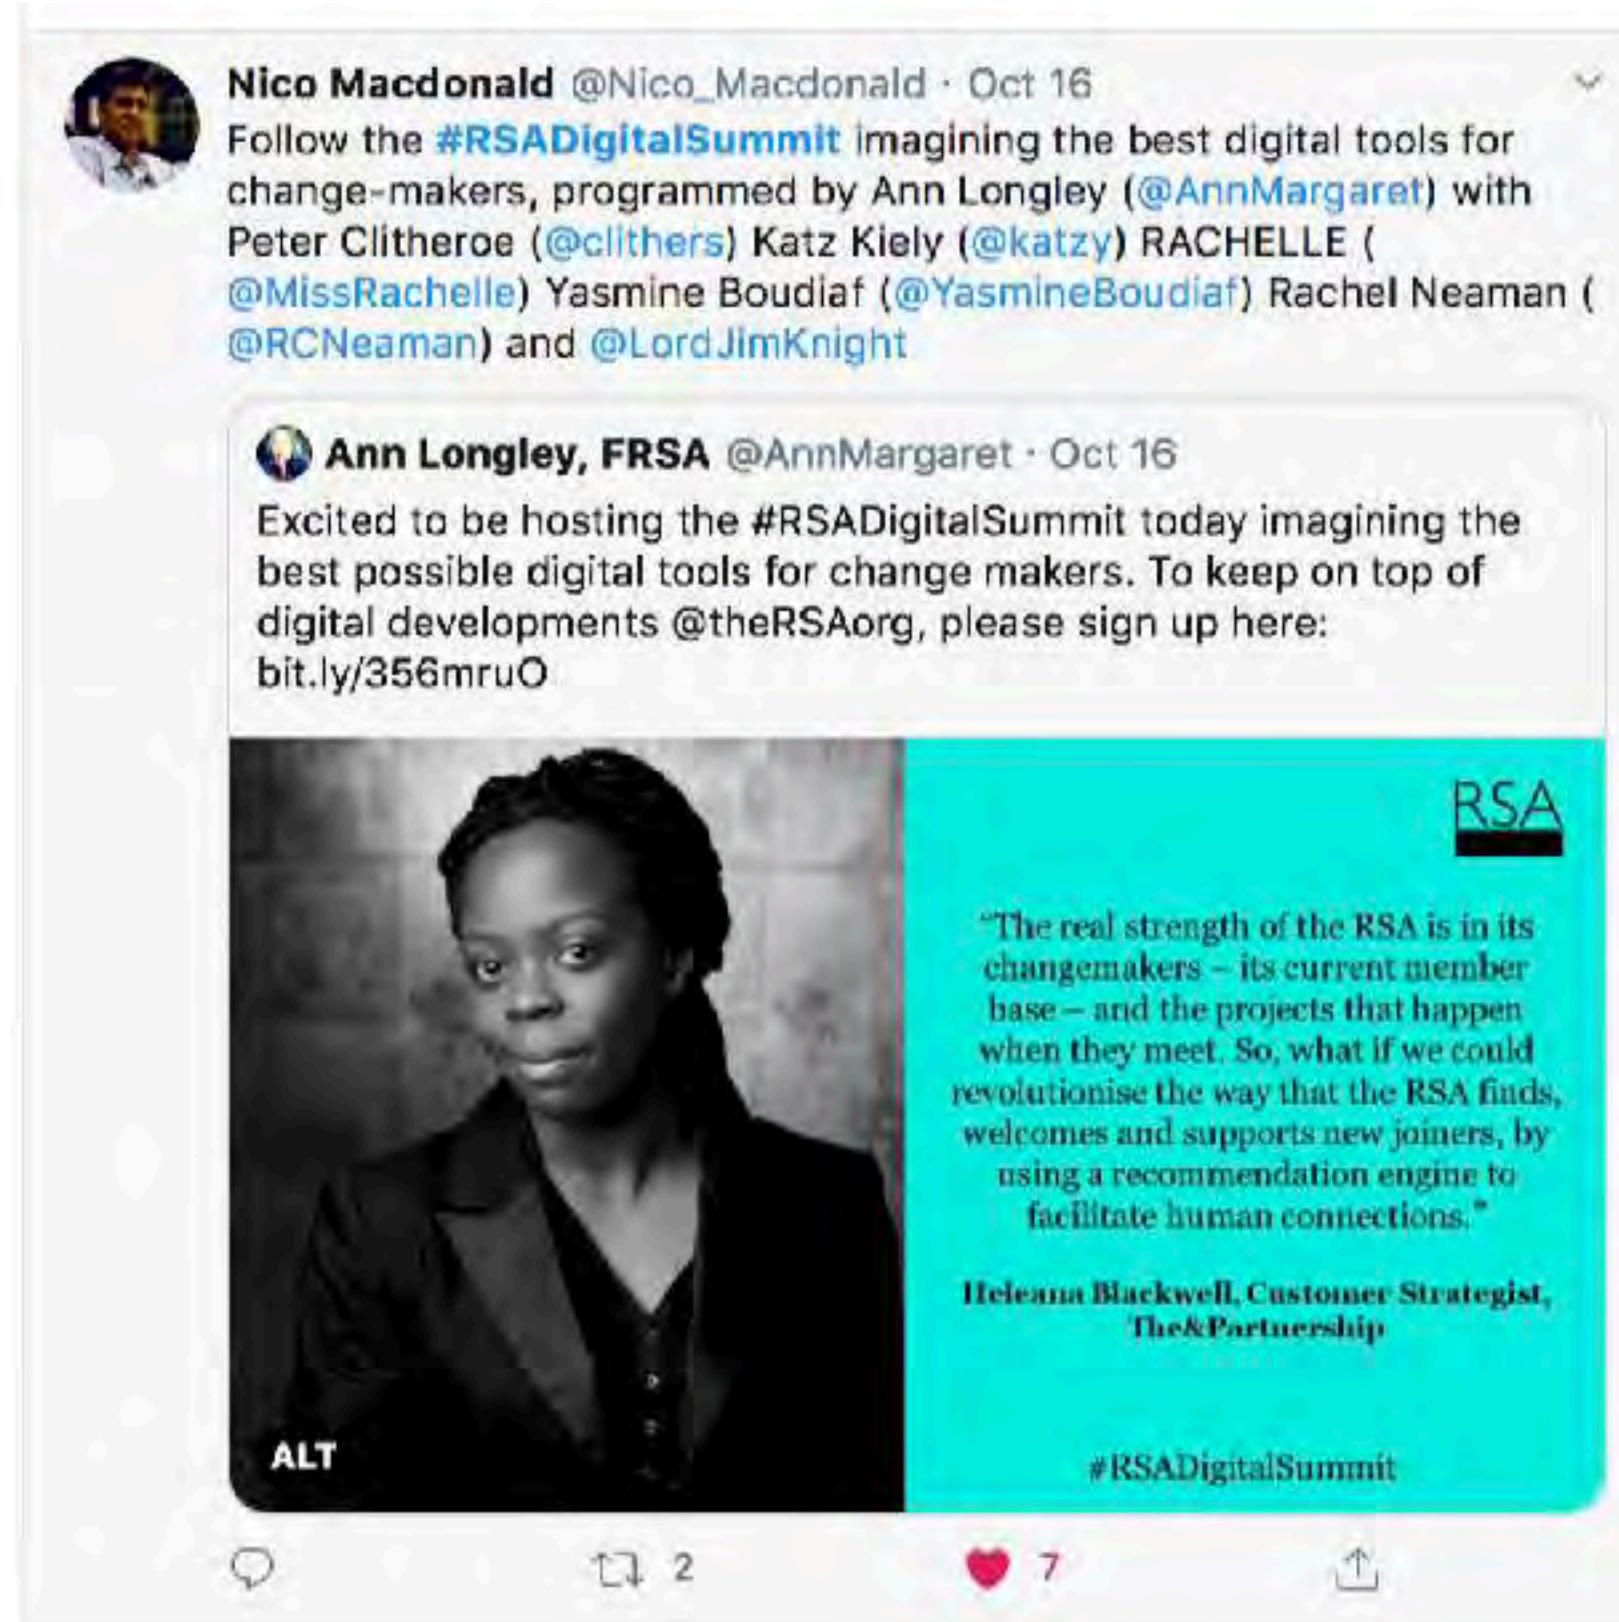 Nico Macdonald @Nico_Macdonald · Oct 16
Follow the #RSADigitalSummit imagining the best digital tools for
change-makers, programmed by Ann Longley (@AnnMargaret) with
Peter Clitheroe (@clithers) Katz Kiely (@katzy) RACHELLE (
@MissRachelle) Yasmine Boudiaf (@YasmineBoudiaf) Rachel Neaman (
@RCNeaman) and @LordJimKnight
Ann Longley, FRSA @AnnMargaret · Oct 16
Excited to be hosting the #RSADigitalSummit today imagining the
best possible digital tools for change makers. To keep on top of
digital developments @theRSAorg, please sign up here:
bit.ly/356mruO
RSA
“The real strength of the RSA is in its
changemakers – its current member
base – and the projects that happen
when they meet. So, what if we could
revolutionise the way that the RSA finds,
welcomes and supports new joiners, by
using a recommendation engine to
facilitate human connections.”
Heleana Blackwell, Customer Strategist,
The&Partnership
#RSADigitalSummit
ALT
2
7